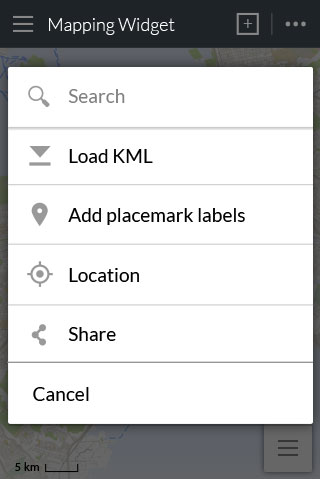 Mapping Widget
Search
Load KML
Add placemark labels
Location
Share
Cancel
5 km